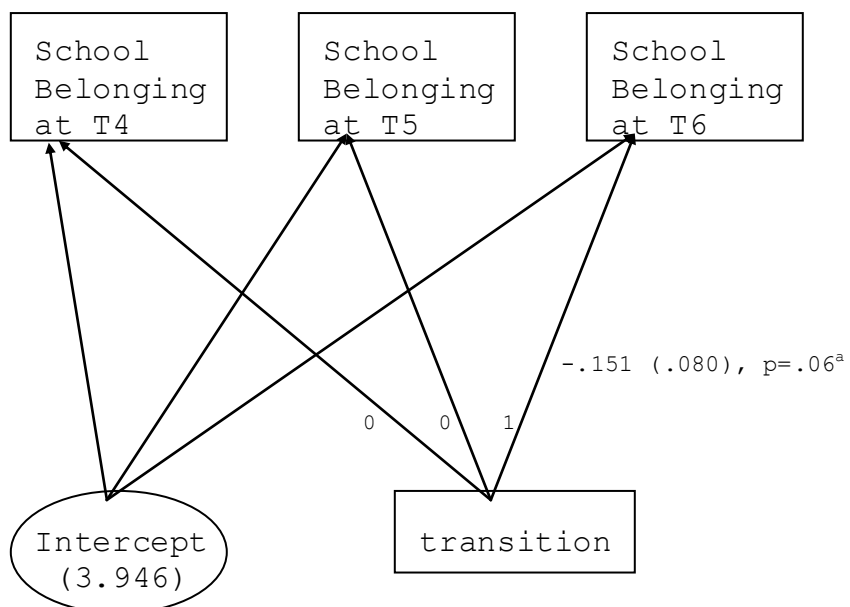 School
Belonging
at T4
School
Belonging
at T5
School
Belonging
at T6
-.151 (.080), p=.06ᵃ
0 0 1
Intercept
(3.946)
transition